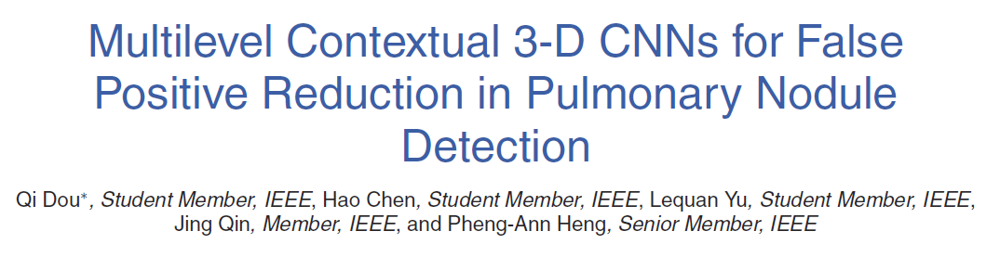 Multilevel Contextual 3-D CNNs for False
Positive Reduction in Pulmonary Nodule
Detection
Qi Dou*, Student Member, IEEE, Hao Chen, Student Member, IEEE, Lequan Yu, Student Member, IEEE,
Jing Qin, Member, IEEE, and Pheng-Ann Heng, Senior Member, IEEE